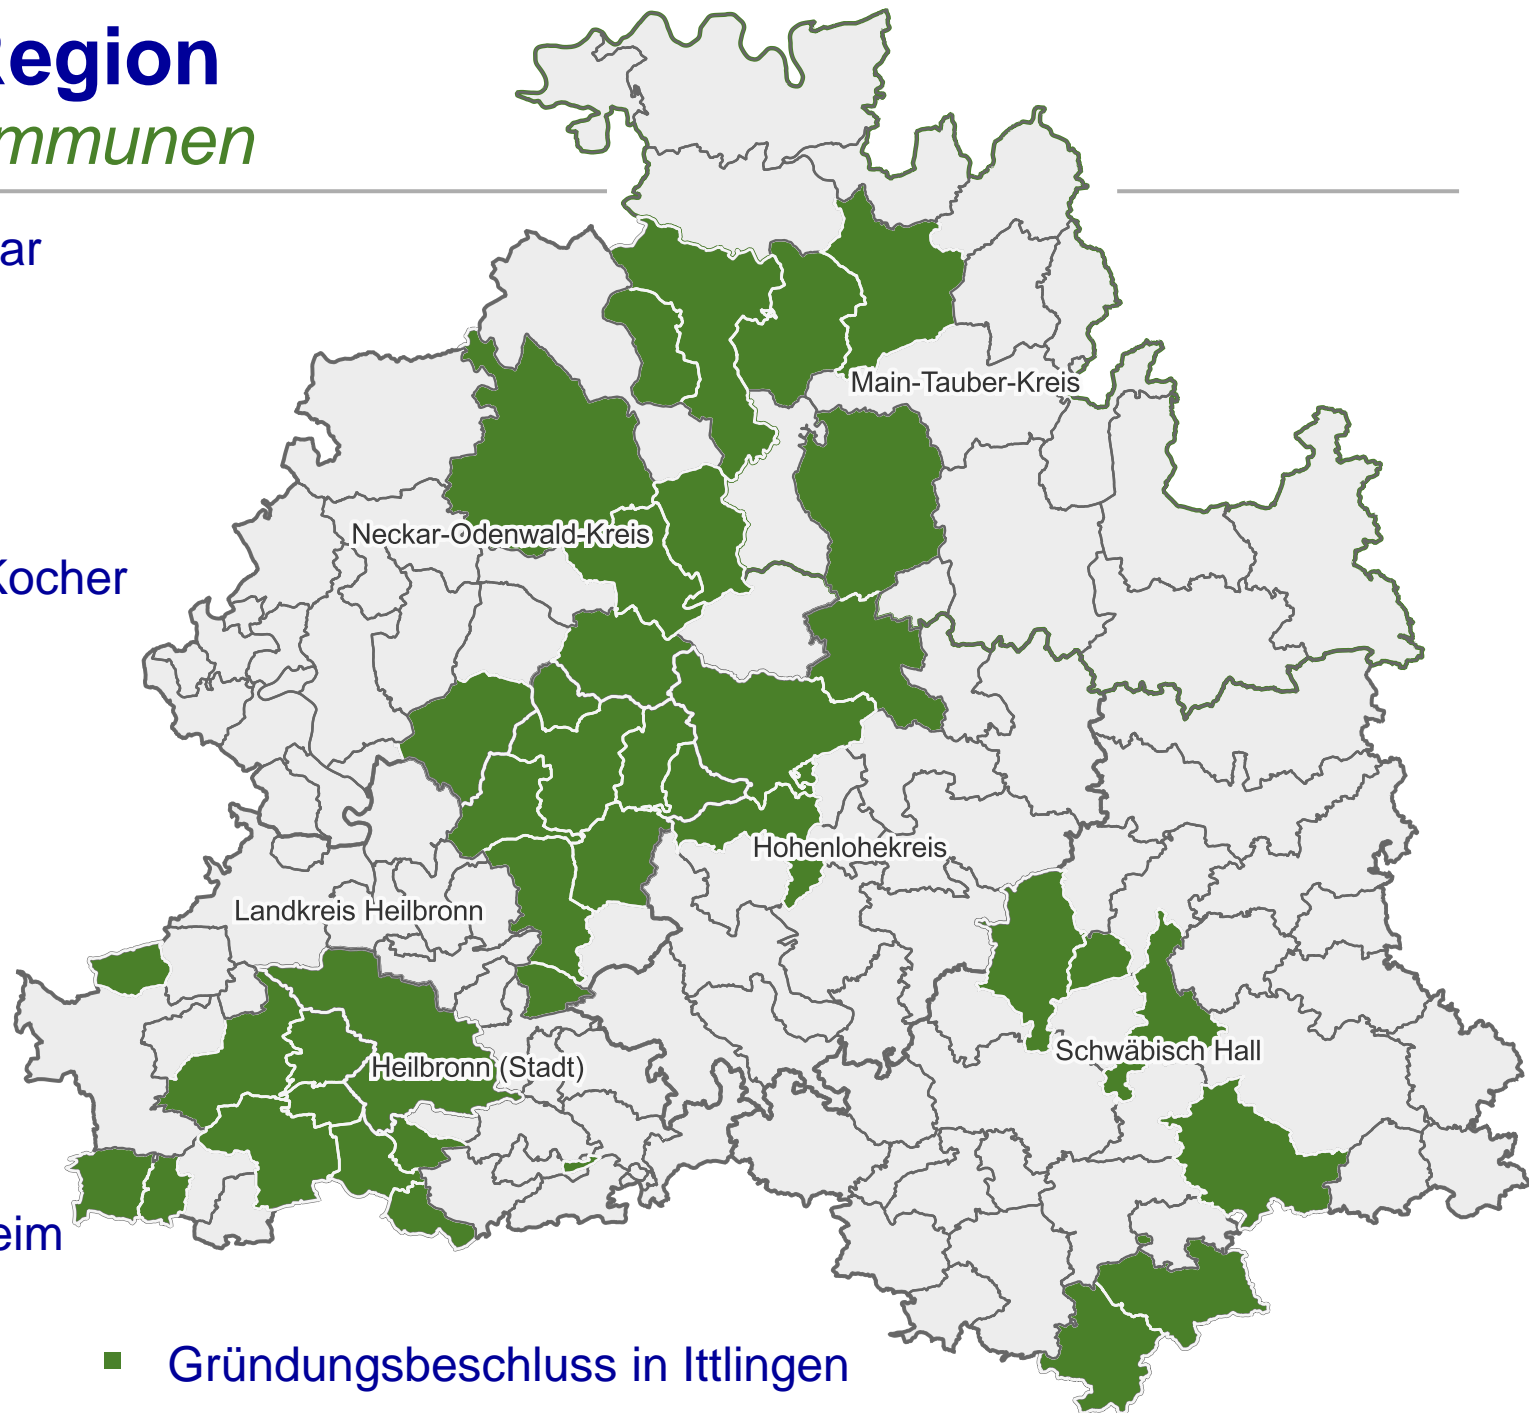 Region
mmunen
ar
Main-Tauber-Kreis
Neckar-Odenwald-Kreis
Kocher
Hohenlohekreis
Landkreis Heilbronn
Schwäbisch Hall
Heilbronn (Stadt)
eim
Gründungsbeschluss in Ittlingen